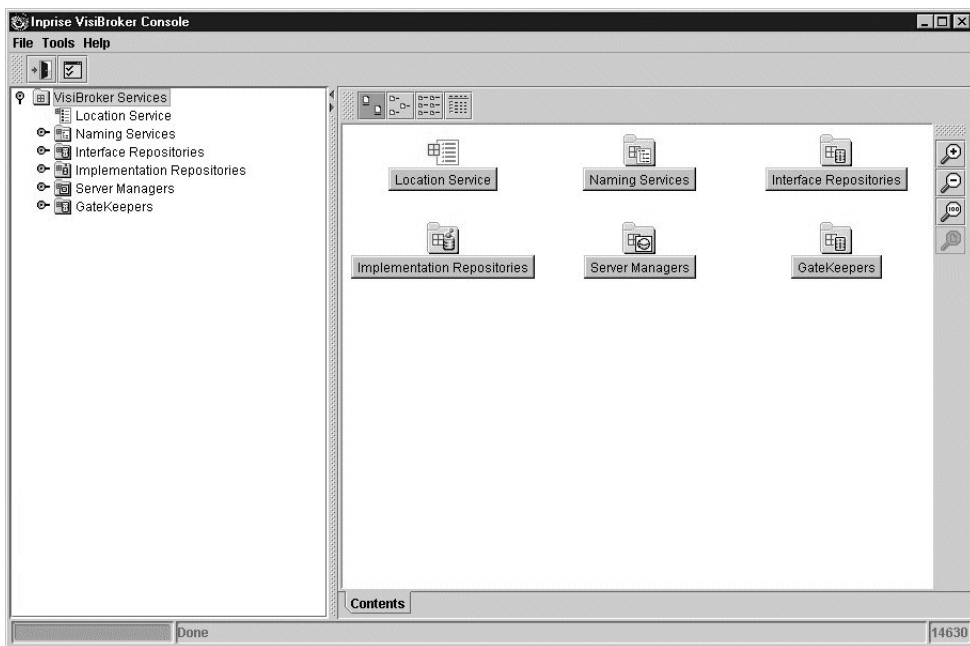 Inprise VisiBroker Console
File Tools Help
VisiBroker Services
Location Service
Naming Services
Interface Repositories
Implementation Repositories
Server Managers
GateKeepers
Location Service
Naming Services
Interface Repositories
Implementation Repositories
Server Managers
GateKeepers
100
Contents
Done
14630